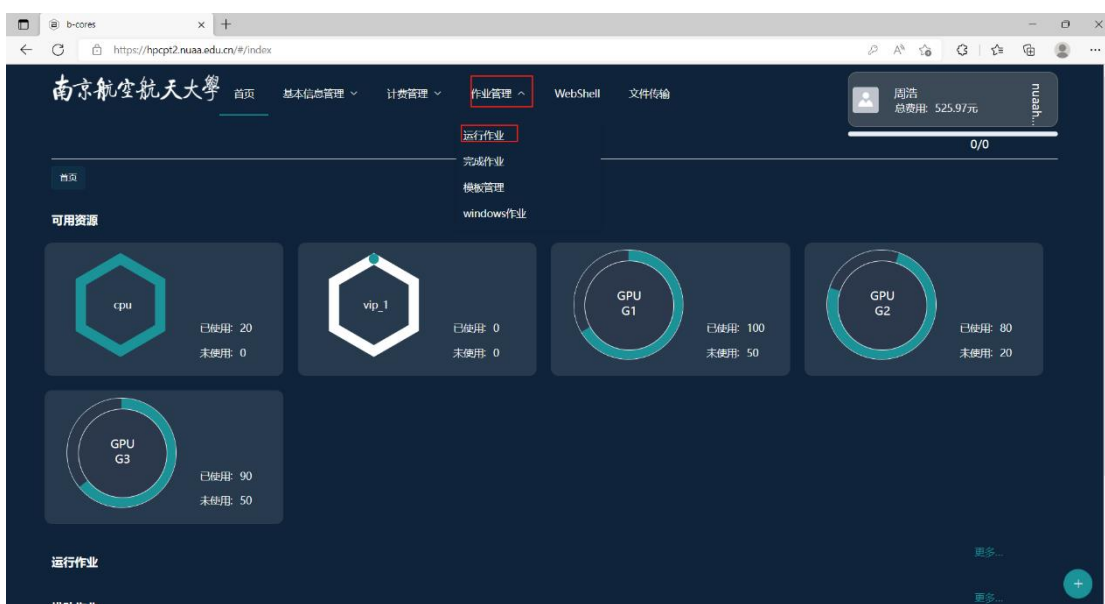 b-cores
https://hpcpt2.nuaa.edu.cn/#/index
南京航空航天大學 首页 基本信息管理 计费管理 作业管理 WebShell 文件传输
周浩
总费用: 525.97元
nuaah...
0/0
运行作业
完成作业
模板管理
windows作业
首页
可用资源
cpu
已使用: 20
未使用: 0
vip_1
已使用: 0
未使用: 0
GPU
G1
已使用: 100
未使用: 50
GPU
G2
已使用: 80
未使用: 20
GPU
G3
已使用: 90
未使用: 50
运行作业
更多...
更多...